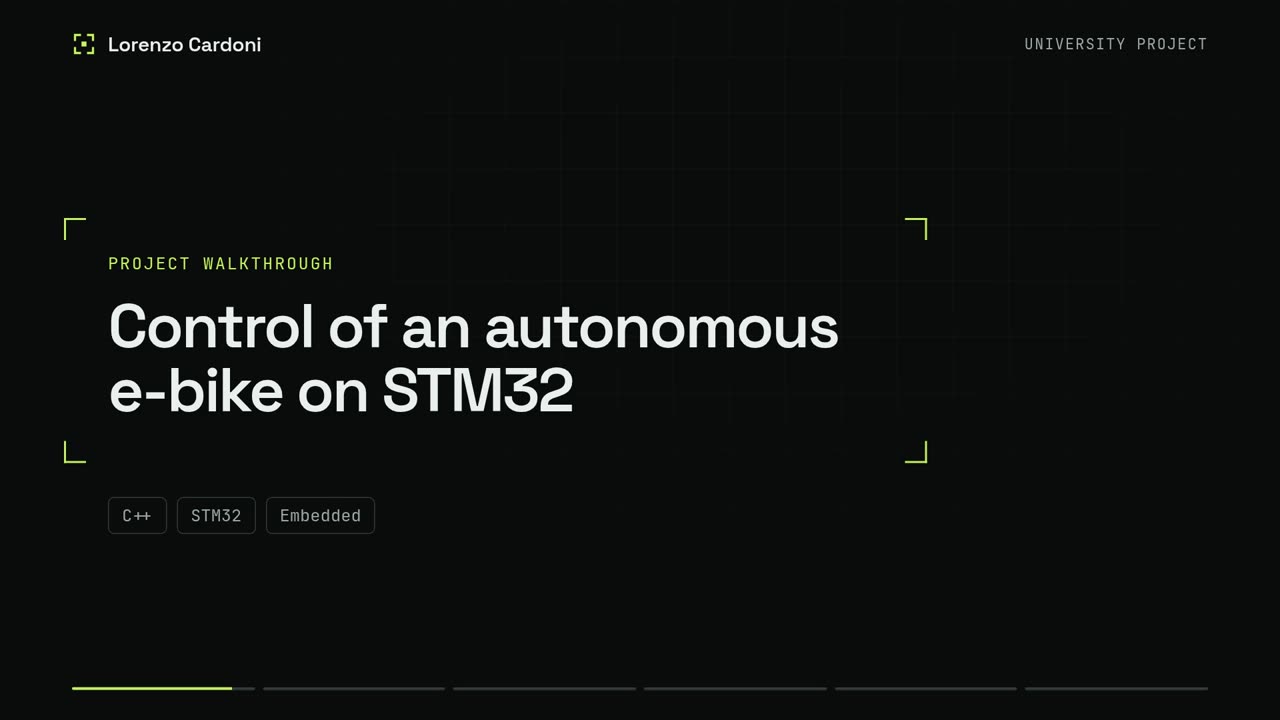 Lorenzo Cardoni
UNIVERSITY PROJECT
PROJECT WALKTHROUGH
Control of an autonomous
e-bike on STM32
C++
STM32
Embedded